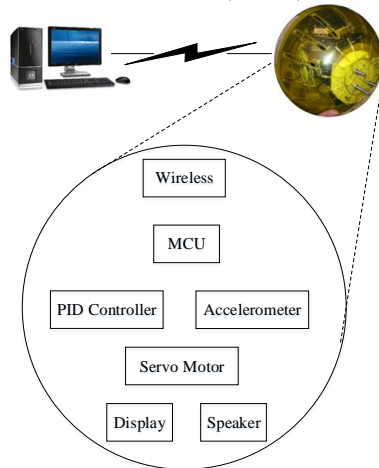 Wireless
MCU
PID Controller
Accelerometer
Servo Motor
Display
Speaker